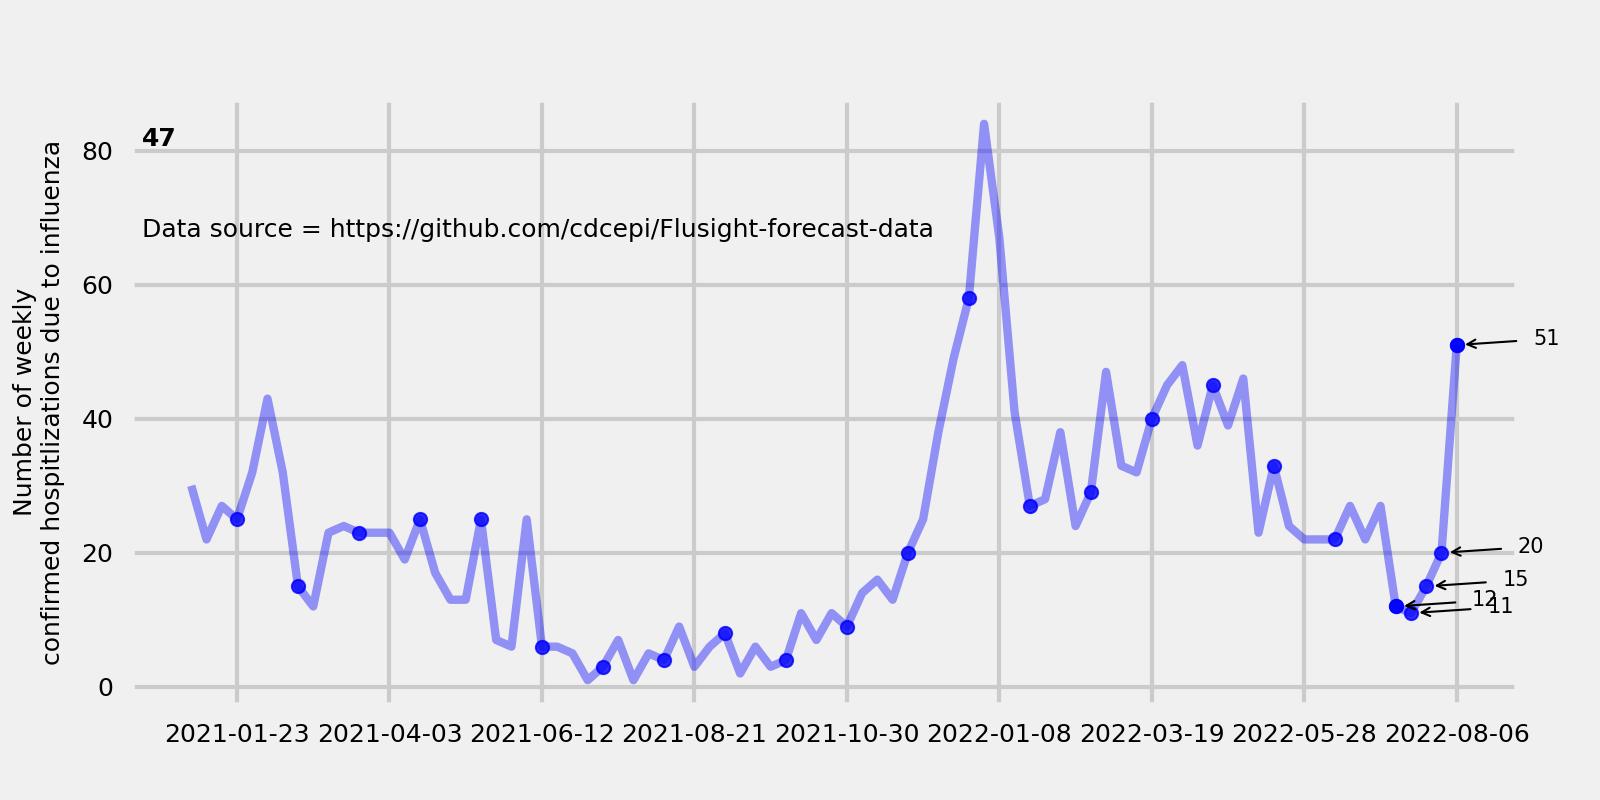 47
Data source = https://github.com/cdcepi/Flusight-forecast-data
Number of weekly
confirmed hospitlizations due to influenza
80
60
40
20
0
51
20
15
12
11
2021-01-23 2021-04-03 2021-06-12 2021-08-21 2021-10-30 2022-01-08 2022-03-19 2022-05-28 2022-08-06